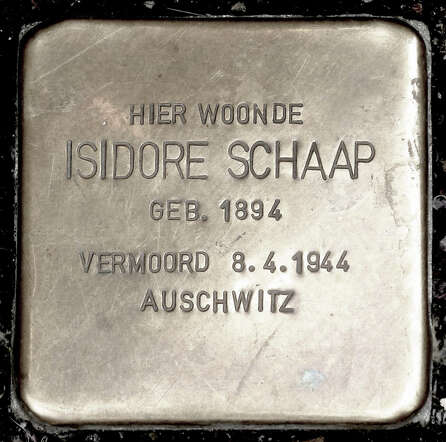 HIER WOONDE
ISIDORE SCHAAP
GEB. 1894
VERMOORD 8.4.1944
AUSCHWITZ